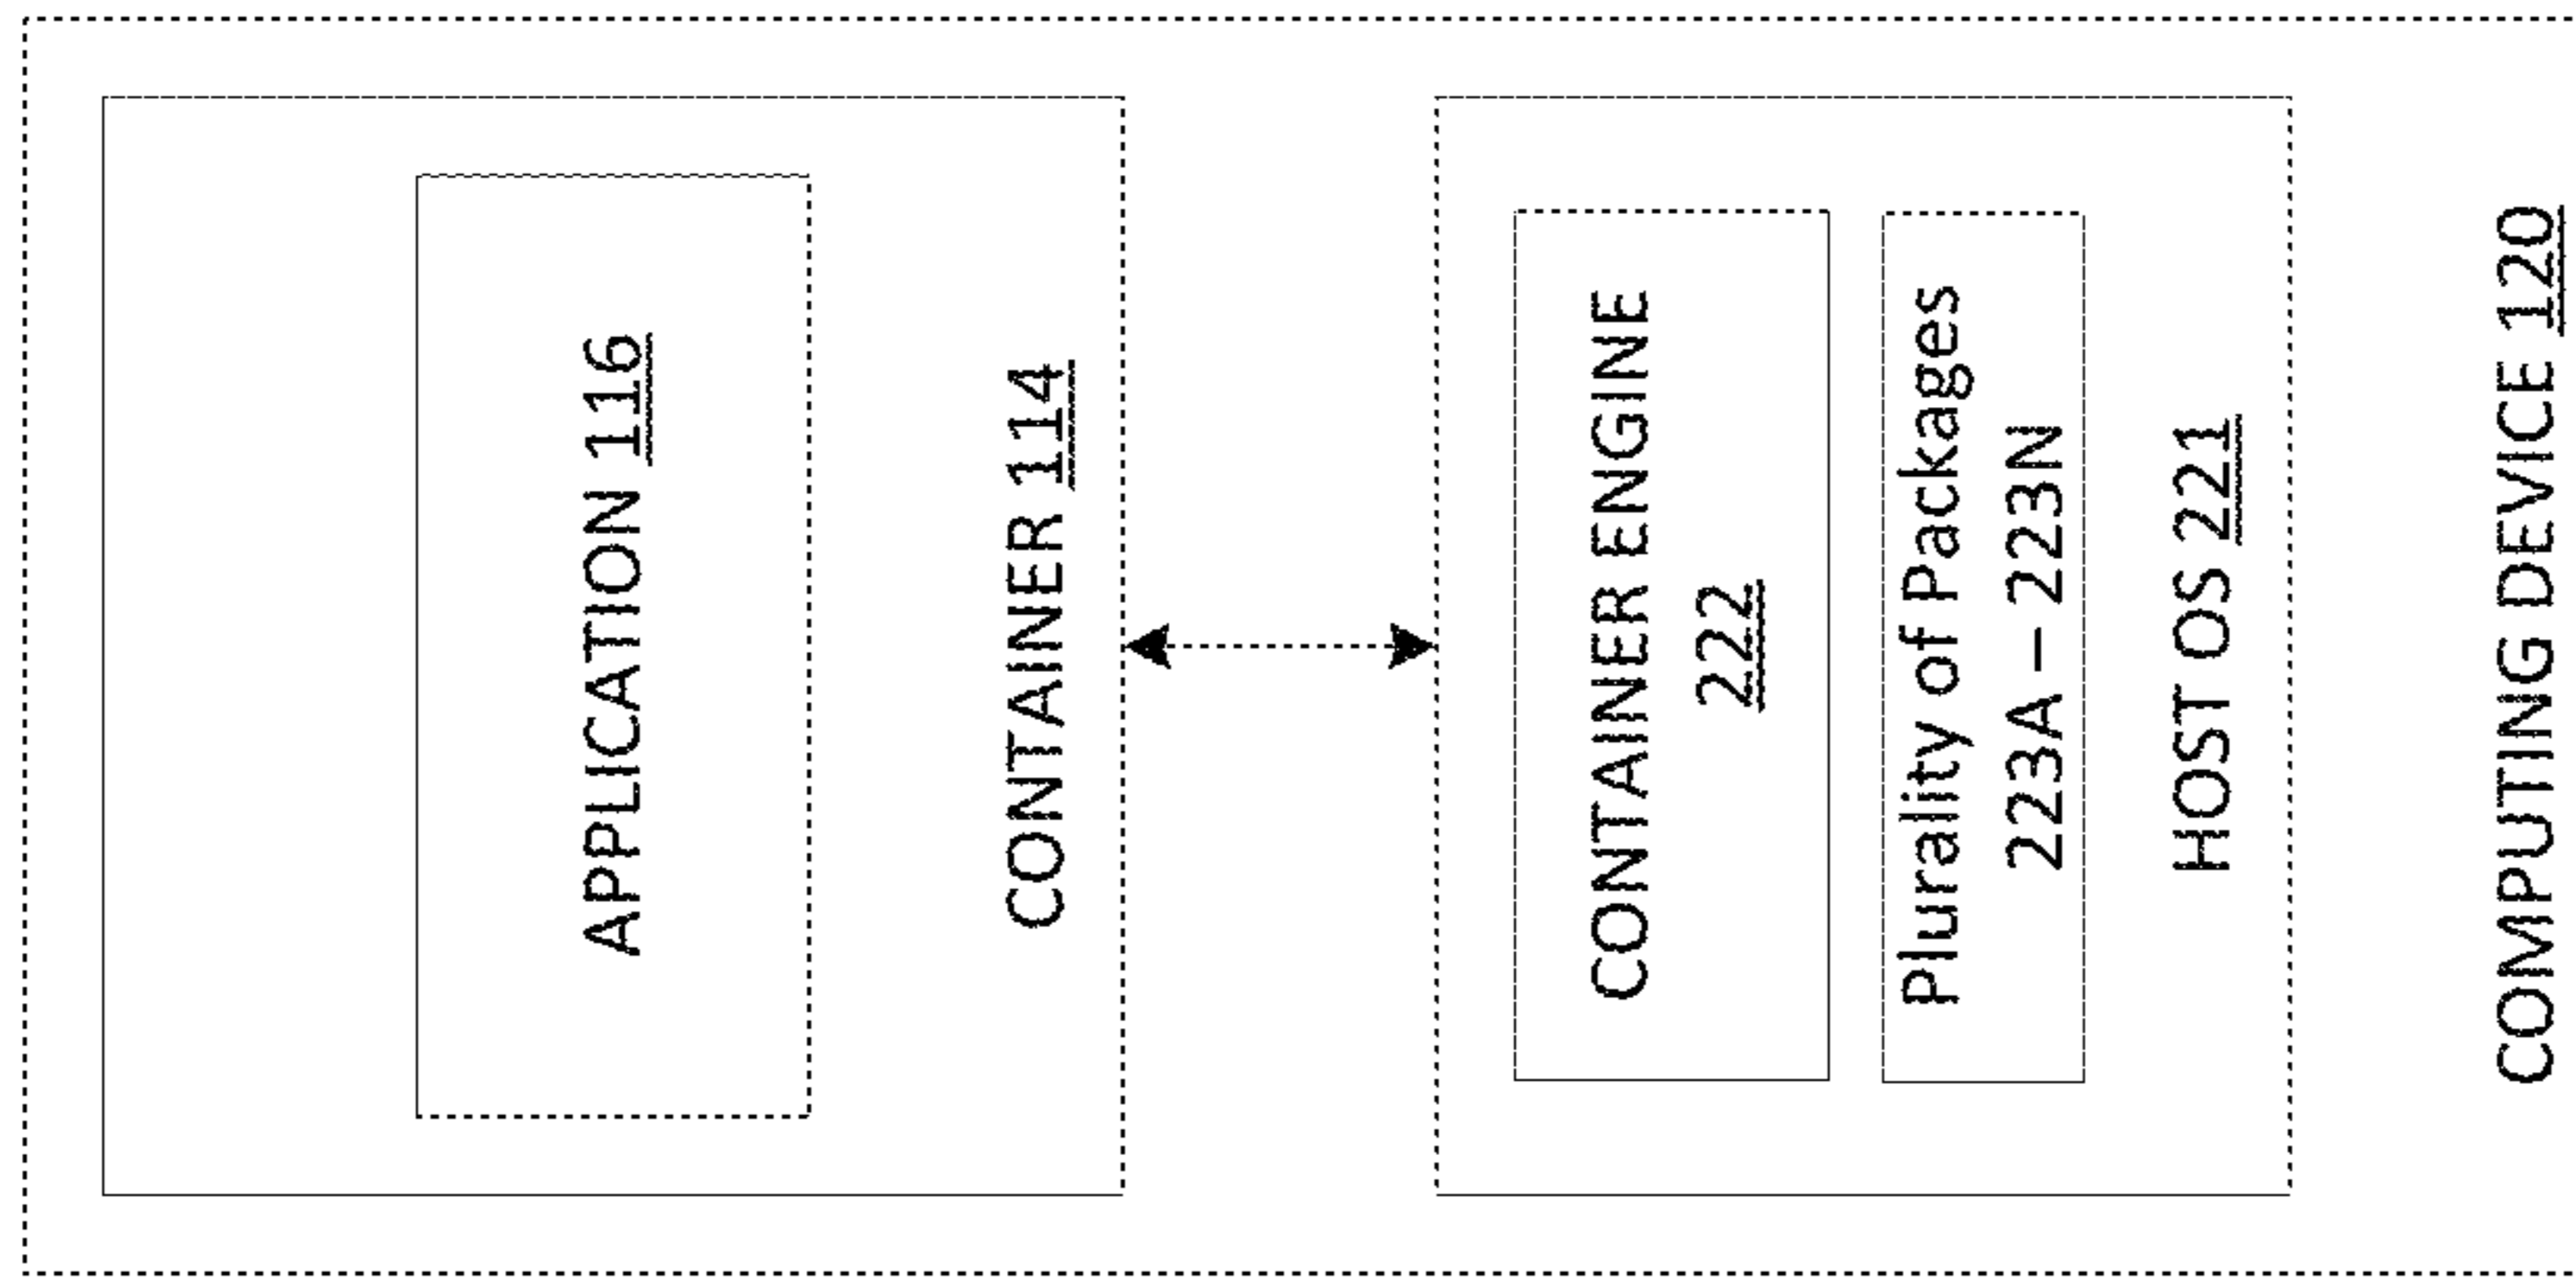 APPLICATION 116
CONTAINER 114
CONTAINER ENGINE
222
Plurality of Packages
223A – 223N
HOST OS 221
COMPUTING DEVICE 120